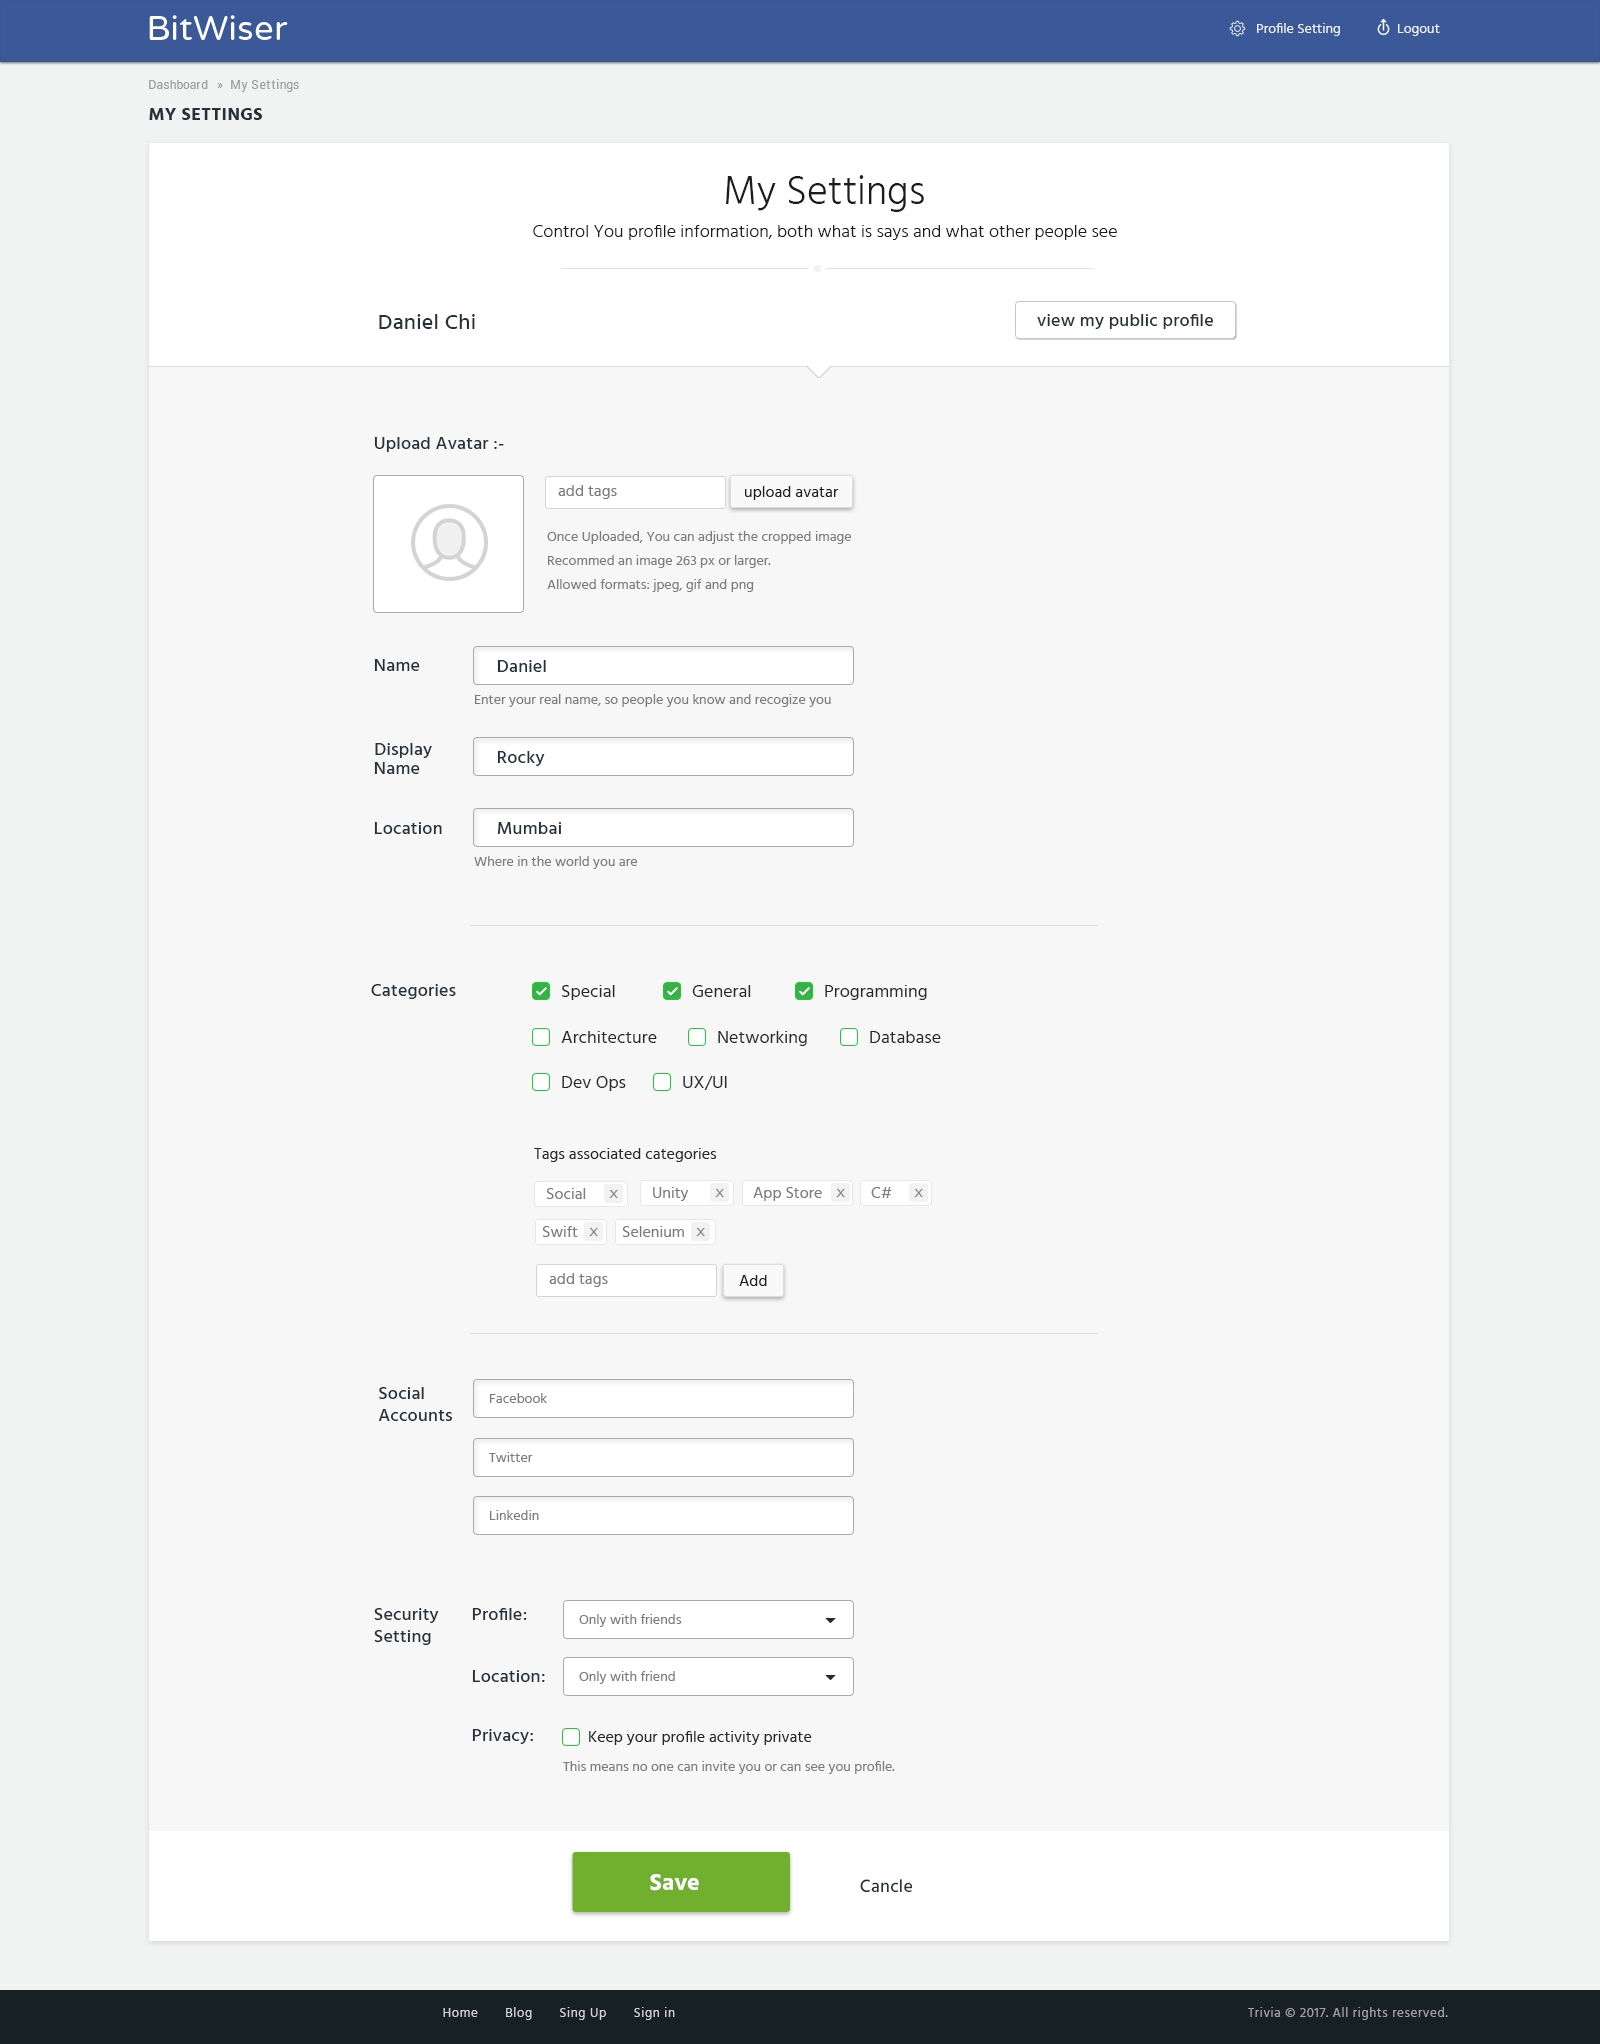 BitWiser
Profile Setting
Logout
Dashboard » My Settings
MY SETTINGS
My Settings
Control You profile information, both what is says and what other people see
Daniel Chi
view my public profile
Upload Avatar :-
add tags
upload avatar
Once Uploaded, You can adjust the cropped image
Recommed an image 263 px or larger.
Allowed formats: jpeg, gif and png
Name
Daniel
Enter your real name, so people you know and recogize you
Display
Name
Rocky
Location
Mumbai
Where in the world you are
Categories
Special
General
Programming
Architecture
Networking
Database
Dev Ops
UX/UI
Tags associated categories
Social x
Unity x
App Store x
C# x
Swift x
Selenium x
add tags
Add
Social
Accounts
Facebook
Twitter
Linkedin
Security
Setting
Profile:
Only with friends
Location:
Only with friend
Privacy:
Keep your profile activity private
This means no one can invite you or can see you profile.
Save
Cancle
Home
Blog
Sing Up
Sign in
Trivia © 2017. All rights reserved.